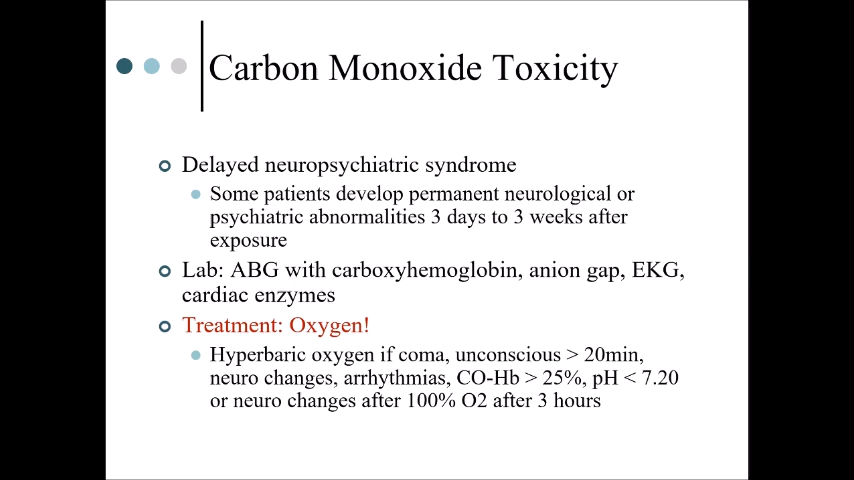 Carbon Monoxide Toxicity
Delayed neuropsychiatric syndrome
Some patients develop permanent neurological or
psychiatric abnormalities 3 days to 3 weeks after
exposure
Lab: ABG with carboxyhemoglobin, anion gap, EKG,
cardiac enzymes
Treatment: Oxygen!
Hyperbaric oxygen if coma, unconscious > 20min,
neuro changes, arrhythmias, CO-Hb > 25%, pH < 7.20
or neuro changes after 100% O2 after 3 hours